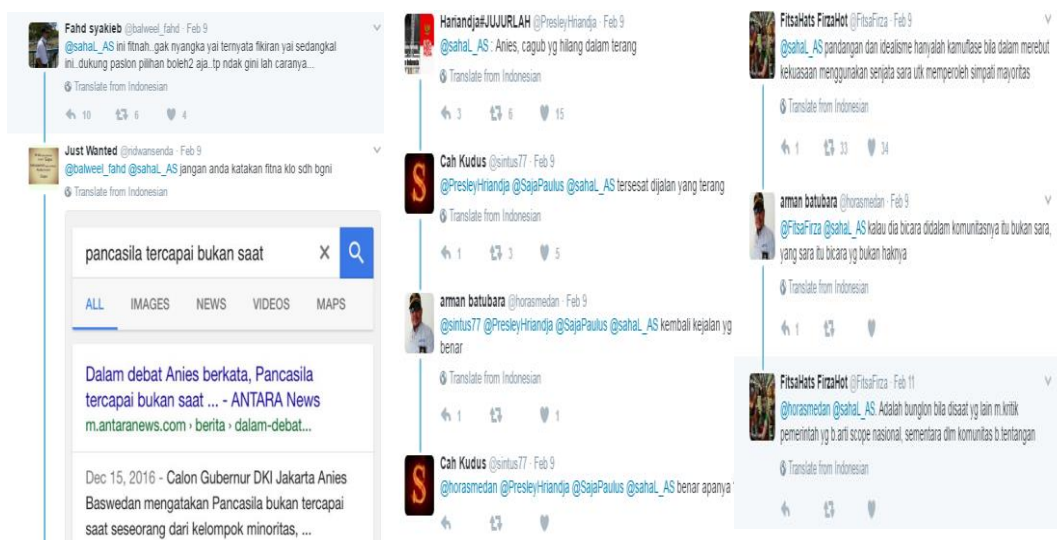 Fahd syakieb @balweel_fahd · Feb 9
@sahaL_AS ini fitnah..gak nyangka yai ternyata fikiran yai sedangkal
ini..dukung paslon pilihan boleh2 aja..tp ndak gini lah caranya...
Translate from Indonesian
10 6 4
Just Wanted @ridwansenda · Feb 9
@balweel_fahd @sahaL_AS jangan anda katakan fitna klo sdh bgni
Translate from Indonesian
pancasila tercapai bukan saat
ALL IMAGES NEWS VIDEOS MAPS
Dalam debat Anies berkata, Pancasila
tercapai bukan saat ... - ANTARA News
m.antaranews.com › berita › dalam-debat...
Dec 15, 2016 - Calon Gubernur DKI Jakarta Anies
Baswedan mengatakan Pancasila bukan tercapai
saat seseorang dari kelompok minoritas, ...
Hariandja#JUJURLAH @PresleyHriandja · Feb 9
@sahaL_AS : Anies, cagub yg hilang dalam terang
Translate from Indonesian
3 6 15
Cah Kudus @sintus77 · Feb 9
@PresleyHriandja @SajaPaulus @sahaL_AS tersesat dijalan yang terang
Translate from Indonesian
1 3 5
arman batubara @horasmedan · Feb 9
@sintus77 @PresleyHriandja @SajaPaulus @sahaL_AS kembali kejalan yg
benar
Translate from Indonesian
1 1
Cah Kudus @sintus77 · Feb 9
@horasmedan @PresleyHriandja @SajaPaulus @sahaL_AS benar apanya
FitsaHats FirzaHot @FitsaFirza · Feb 9
@sahaL_AS pandangan dan idealisme hanyalah kamuflase bila dalam merebut
kekuasaan menggunakan senjata sara utk memperoleh simpati mayoritas
Translate from Indonesian
1 33 34
arman batubara @horasmedan · Feb 9
@FitsaFirza @sahaL_AS kalau dia bicara didalam komunitasnya itu bukan sara,
yang sara itu bicara yg bukan haknya
Translate from Indonesian
1
FitsaHats FirzaHot @FitsaFirza · Feb 11
@horasmedan @sahaL_AS. Adalah bunglon bila disaat yg lain m.kritik
pemerintah yg b.arti scope nasional, sementara dlm komunitas b.tentangan
Translate from Indonesian